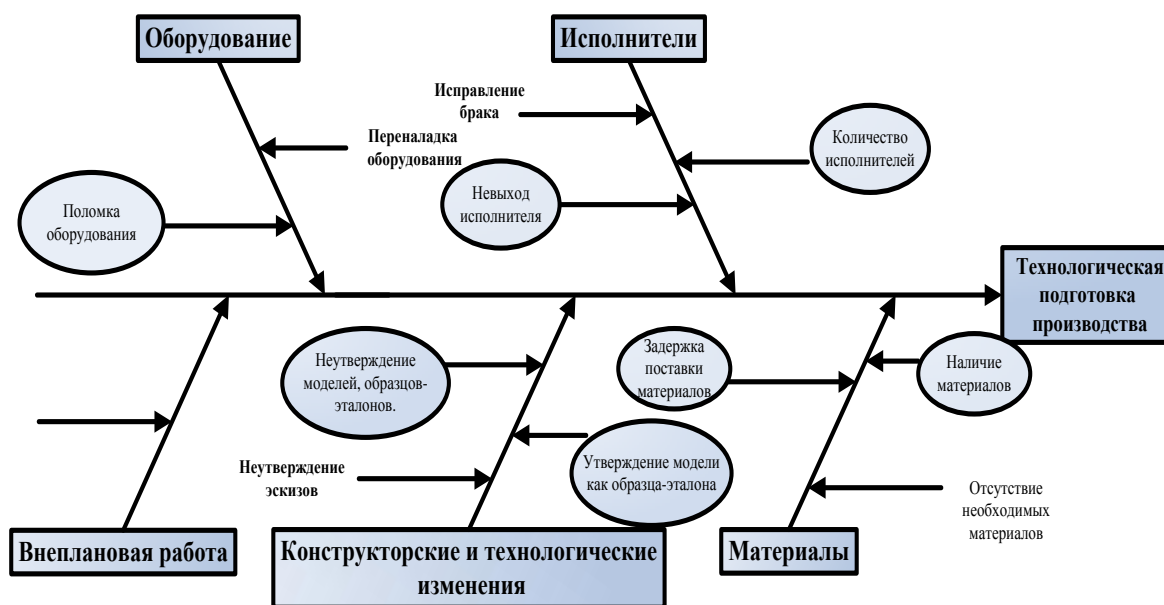 Оборудование
Исполнители
Исправление
брака
Переналадка
оборудования
Количество
исполнителей
Невыход
исполнителя
Поломка
оборудования
Технологическая
подготовка
производства
Неутверждение
моделей, образцов-
эталонов.
Задержка
поставки
материалов
Наличие
материалов
Неутверждение
эскизов
Утверждение модели
как образца-эталона
Отсутствие
необходимых
материалов
Внеплановая работа
Конструкторские и технологические
изменения
Материалы